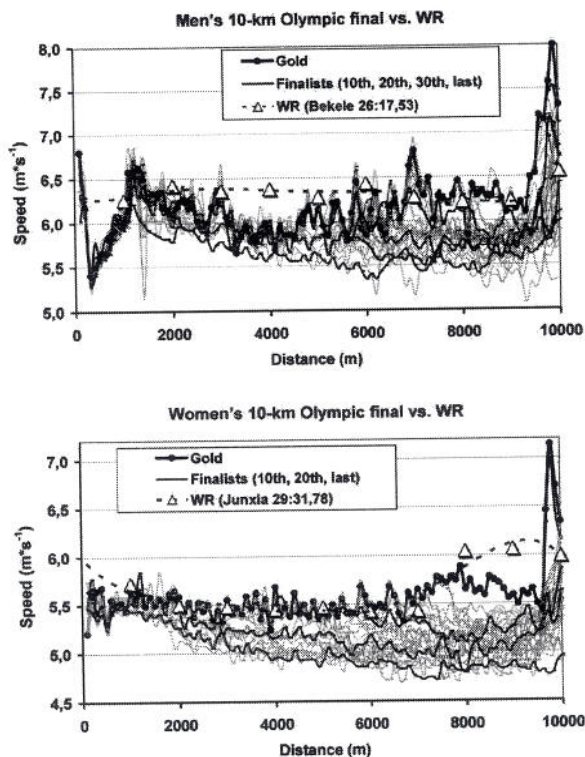 Men's 10-km Olympic final vs. WR
8,0
7,5
7,0
6,5
6,0
5,5
5,0
Speed (m*s⁻¹)
Gold
Finalists (10th, 20th, 30th, last)
WR (Bekele 26:17,53)
0 2000 4000 6000 8000 10000
Distance (m)
Women's 10-km Olympic final vs. WR
7,0
6,5
6,0
5,5
5,0
4,5
Speed (m*s⁻¹)
Gold
Finalists (10th, 20th, last)
WR (Junxia 29:31,78)
0 2000 4000 6000 8000 10000
Distance (m)